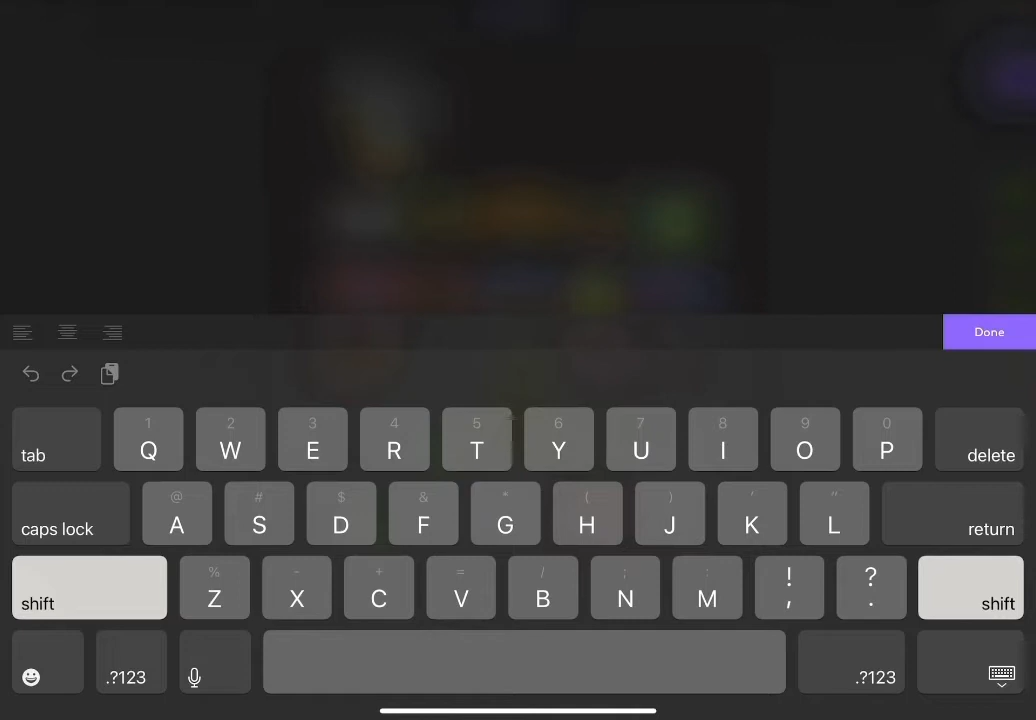 Done
1 2 3 4 5 6 7 8 9 0
tab Q W E R T Y U I O P delete
@ # $ & * ( ) ' "
caps lock A S D F G H J K L return
% - + = / ; : ! ?
shift Z X C V B N M , . shift
.?123 .?123